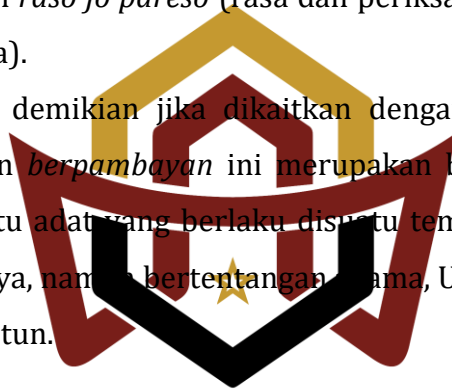 raso jo pareso (rasa dan periksa
a).
demikian jika dikaitkan denga
n berpambayan ini merupakan b
tu adat yang berlaku disuatu tem
ya, bertentangan
tun.